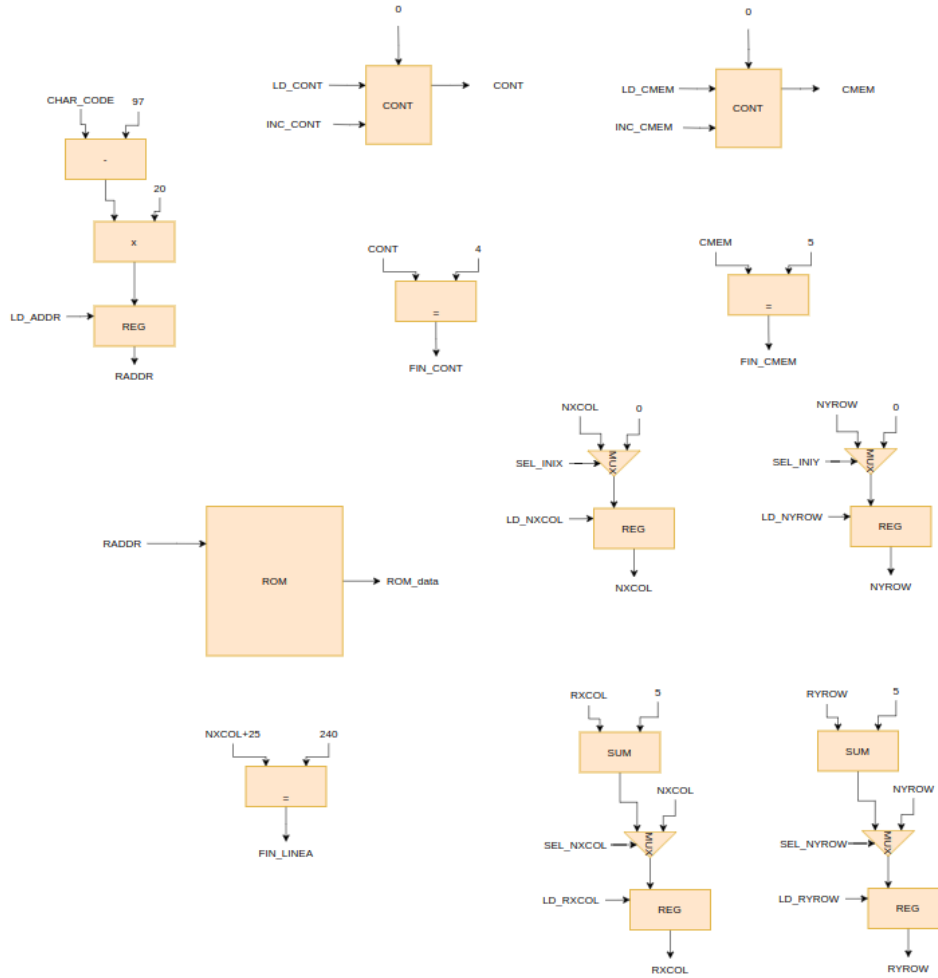 0
LD_CONT
INC_CONT
CONT
CONT
0
LD_CMEM
INC_CMEM
CONT
CMEM
CHAR_CODE
97
-
20
x
LD_ADDR
REG
RADDR
CONT
4
=
FIN_CONT
CMEM
5
=
FIN_CMEM
NXCOL
0
SEL_INIX
MUX
LD_NXCOL
REG
NXCOL
NYROW
0
SEL_INIY
MUX
LD_NYROW
REG
NYROW
RADDR
ROM
ROM_data
NXCOL+25
240
=
FIN_LINEA
RXCOL
5
SUM
NXCOL
SEL_NXCOL
MUX
LD_RXCOL
REG
RXCOL
RYROW
5
SUM
NYROW
SEL_NYROW
MUX
LD_RYROW
REG
RYROW